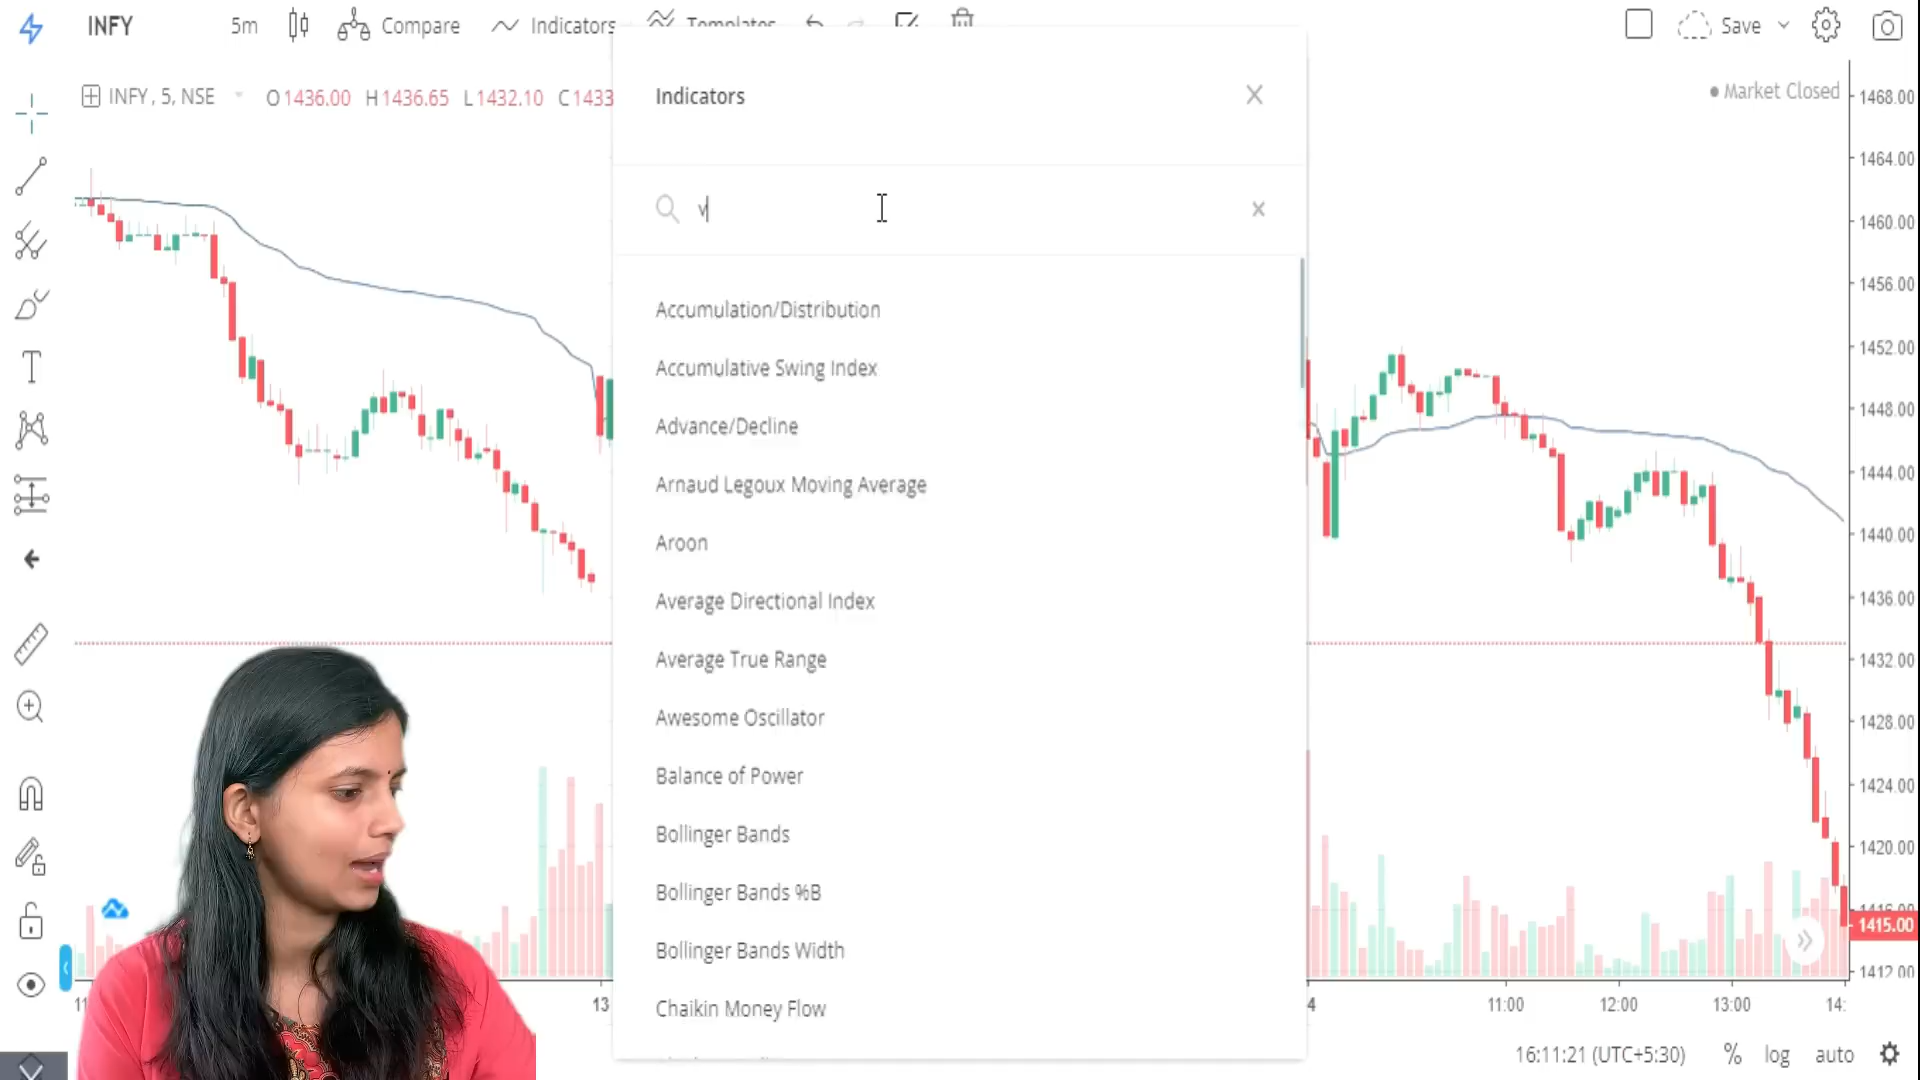 INFY 5m Compare Indicators Templates Save
INFY, 5, NSE O1436.00 H1436.65 L1432.10 C1433
Market Closed
Indicators
v
Accumulation/Distribution
Accumulative Swing Index
Advance/Decline
Arnaud Legoux Moving Average
Aroon
Average Directional Index
Average True Range
Awesome Oscillator
Balance of Power
Bollinger Bands
Bollinger Bands %B
Bollinger Bands Width
Chaikin Money Flow
1468.00
1464.00
1460.00
1456.00
1452.00
1448.00
1444.00
1440.00
1436.00
1432.00
1428.00
1424.00
1420.00
1415.00
1412.00
11 13 4 11:00 12:00 13:00 14:
16:11:21 (UTC+5:30) % log auto